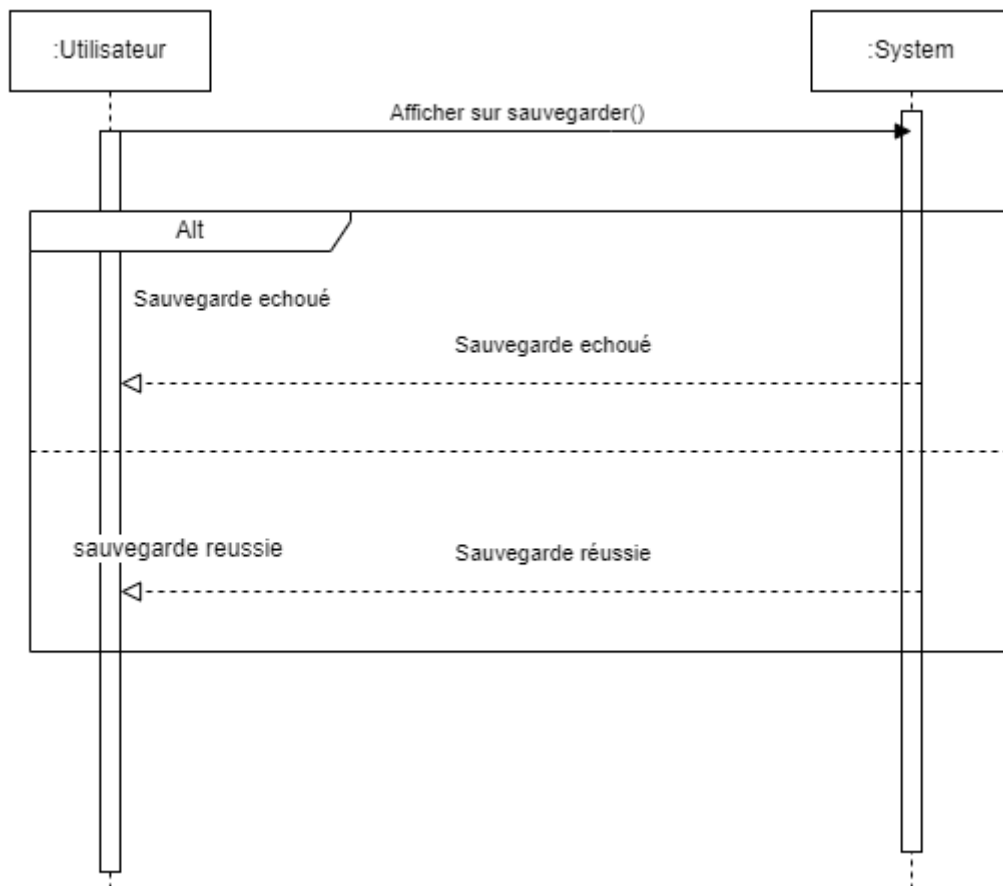 :Utilisateur
:System
Afficher sur sauvegarder()
Alt
Sauvegarde echoué
Sauvegarde echoué
sauvegarde reussie
Sauvegarde réussie